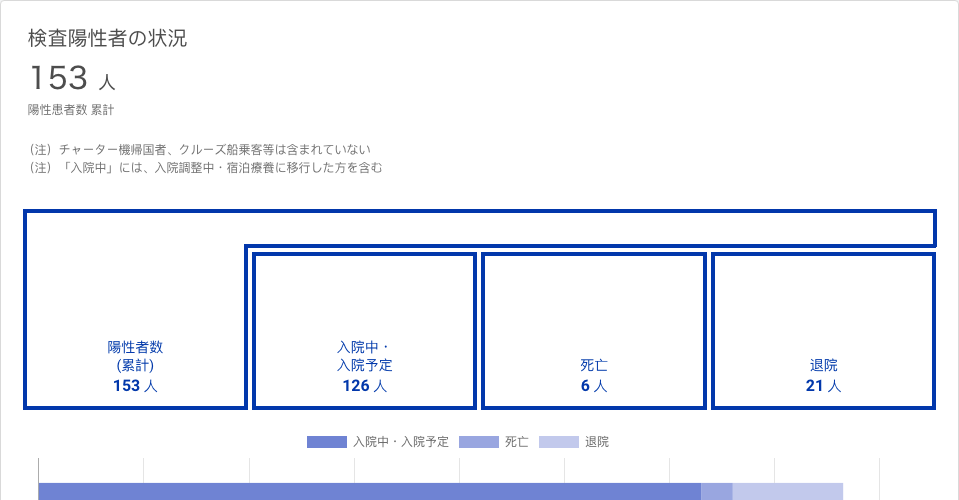 検査陽性者の状況
153 人
陽性患者数 累計
（注）チャーター機帰国者、クルーズ船乗客等は含まれていない
（注）「入院中」には、入院調整中・宿泊療養に移行した方を含む
陽性者数
(累計)
153 人
入院中・
入院予定
126 人
死亡
6 人
退院
21 人
入院中・入院予定 死亡 退院